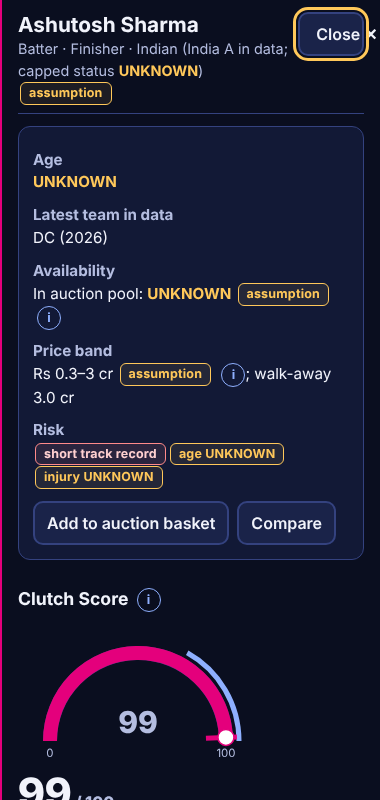 Ashutosh Sharma
Close ×
Batter · Finisher · Indian (India A in data;
capped status UNKNOWN)
assumption
Age
UNKNOWN
Latest team in data
DC (2026)
Availability
In auction pool: UNKNOWN assumption
i
Price band
Rs 0.3–3 cr assumption i; walk-away
3.0 cr
Risk
short track record age UNKNOWN
injury UNKNOWN
Add to auction basket Compare
Clutch Score i
99
0 100
99 / 100